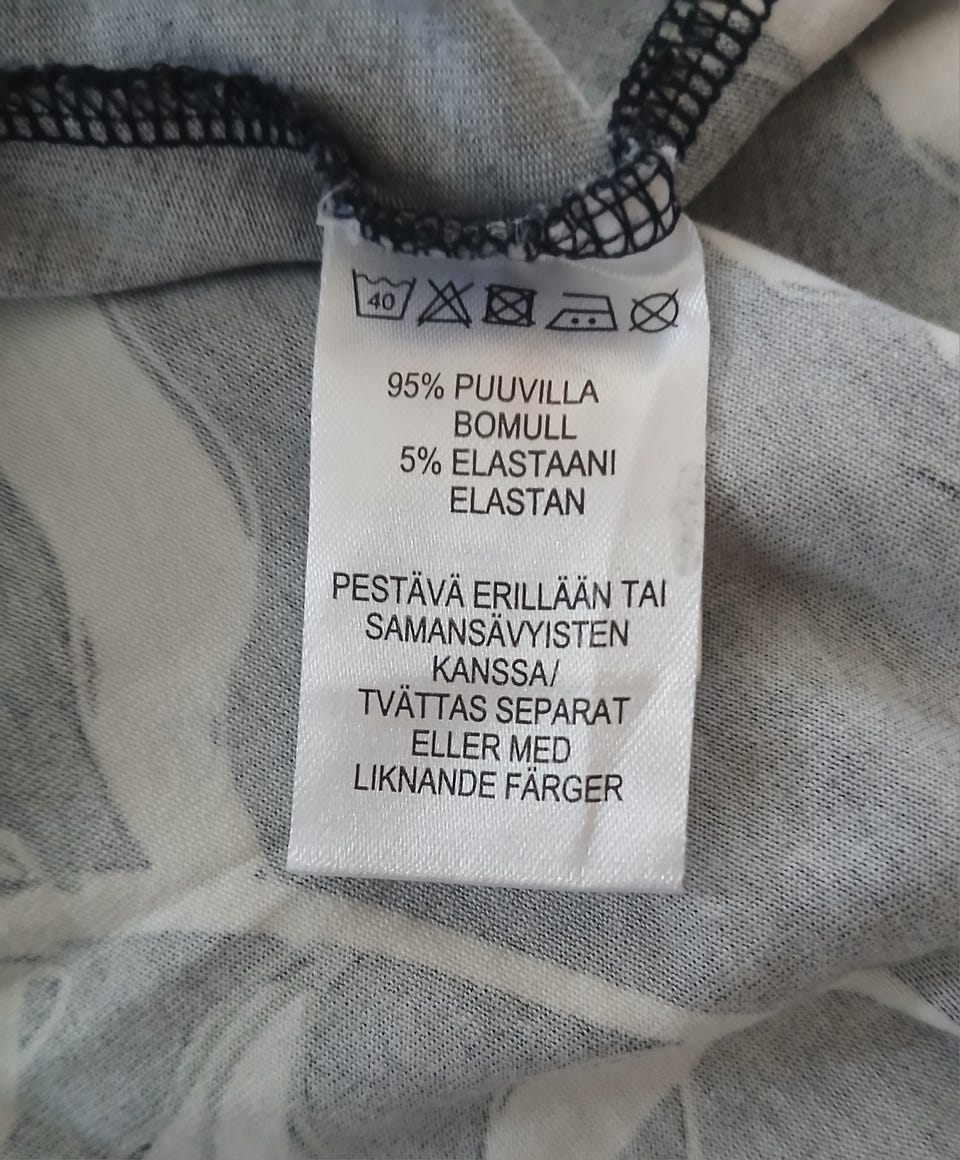 40
95% PUUVILLA
BOMULL
5% ELASTAANI
ELASTAN
PESTÄVÄ ERILLÄÄN TAI
SAMANSÄVYISTEN
KANSSA/
TVÄTTAS SEPARAT
ELLER MED
LIKNANDE FÄRGER